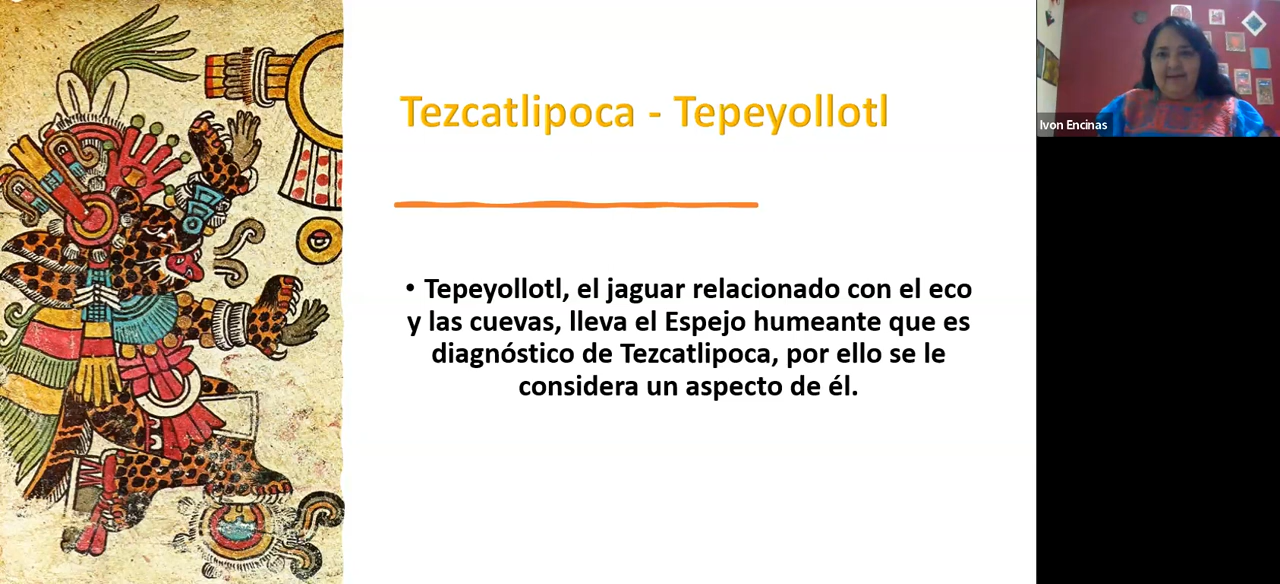 Tezcatlipoca - Tepeyollotl
• Tepeyollotl, el jaguar relacionado con el eco
y las cuevas, lleva el Espejo humeante que es
diagnóstico de Tezcatlipoca, por ello se le
considera un aspecto de él.
Ivon Encinas